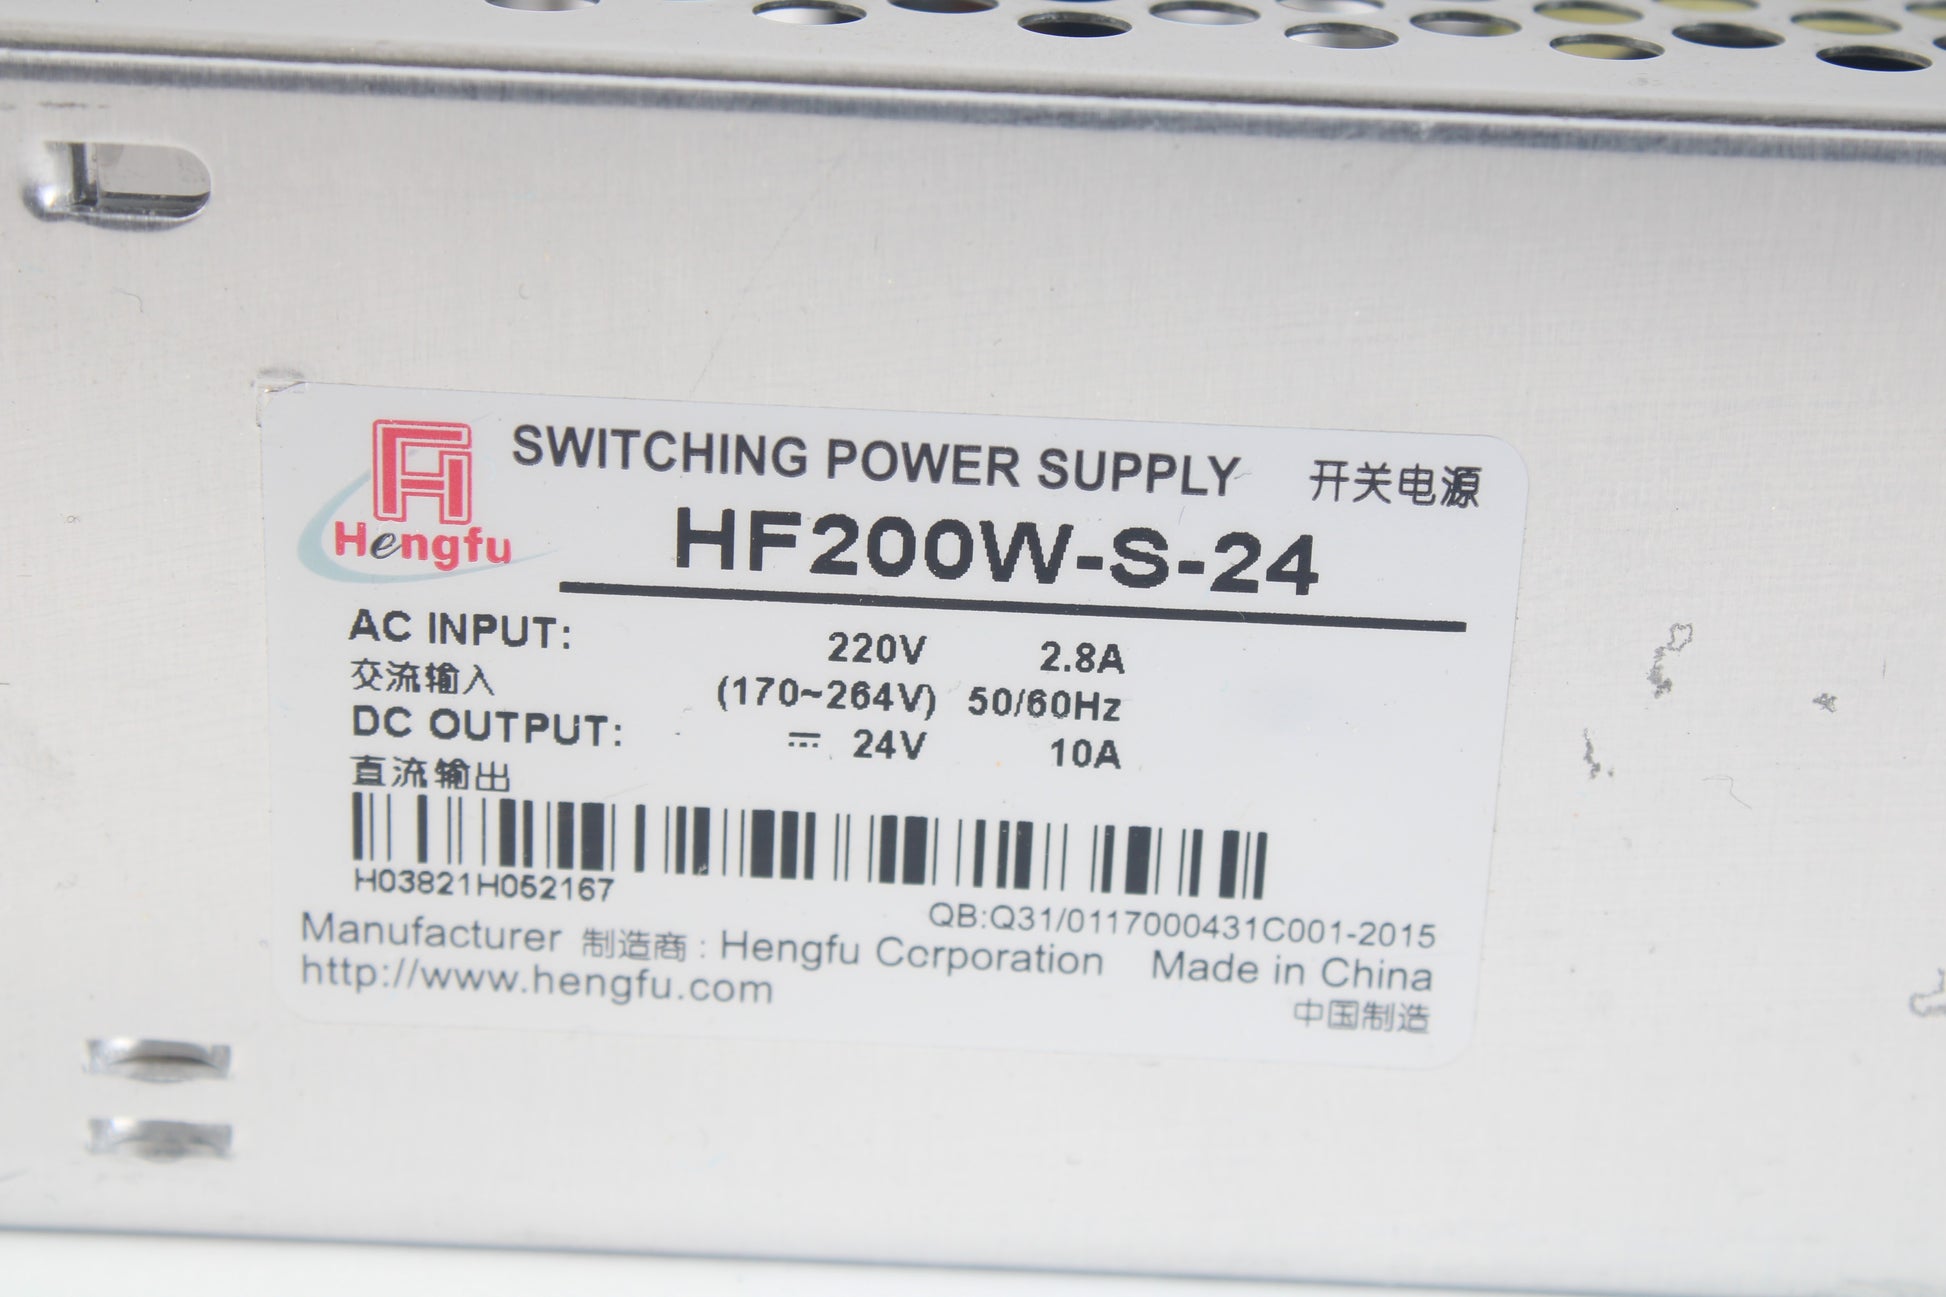 SWITCHING POWER SUPPLY 开关电源
Hengfu
HF200W-S-24
AC INPUT: 220V 2.8A
交流输入 (170~264V) 50/60Hz
DC OUTPUT: ⎓ 24V 10A
直流输出
H03821H052167
QB:Q31/0117000431C001-2015
Manufacturer 制造商: Hengfu Corporation Made in China
http://www.hengfu.com
中国制造